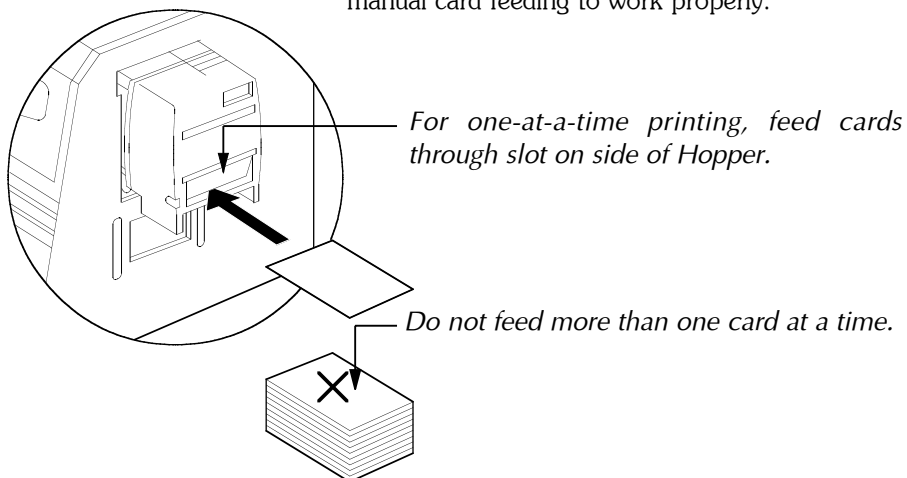 manual card feeding to work properly.
For one-at-a-time printing, feed cards
through slot on side of Hopper.
Do not feed more than one card at a time.